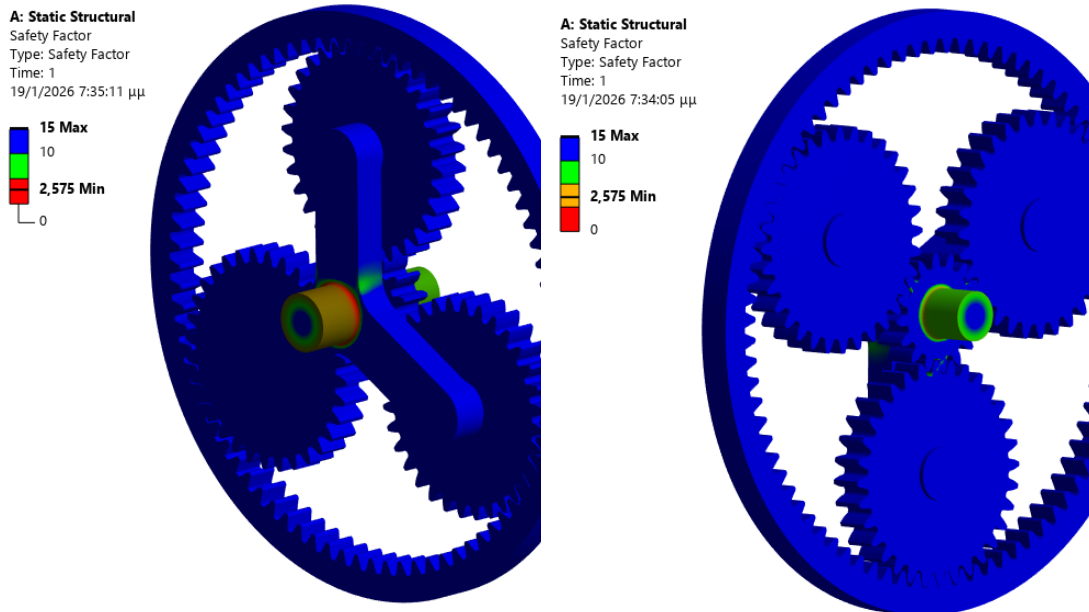 A: Static Structural
Safety Factor
Type: Safety Factor
Time: 1
19/1/2026 7:35:11 μμ
15 Max
10
2,575 Min
0
A: Static Structural
Safety Factor
Type: Safety Factor
Time: 1
19/1/2026 7:34:05 μμ
15 Max
10
2,575 Min
0